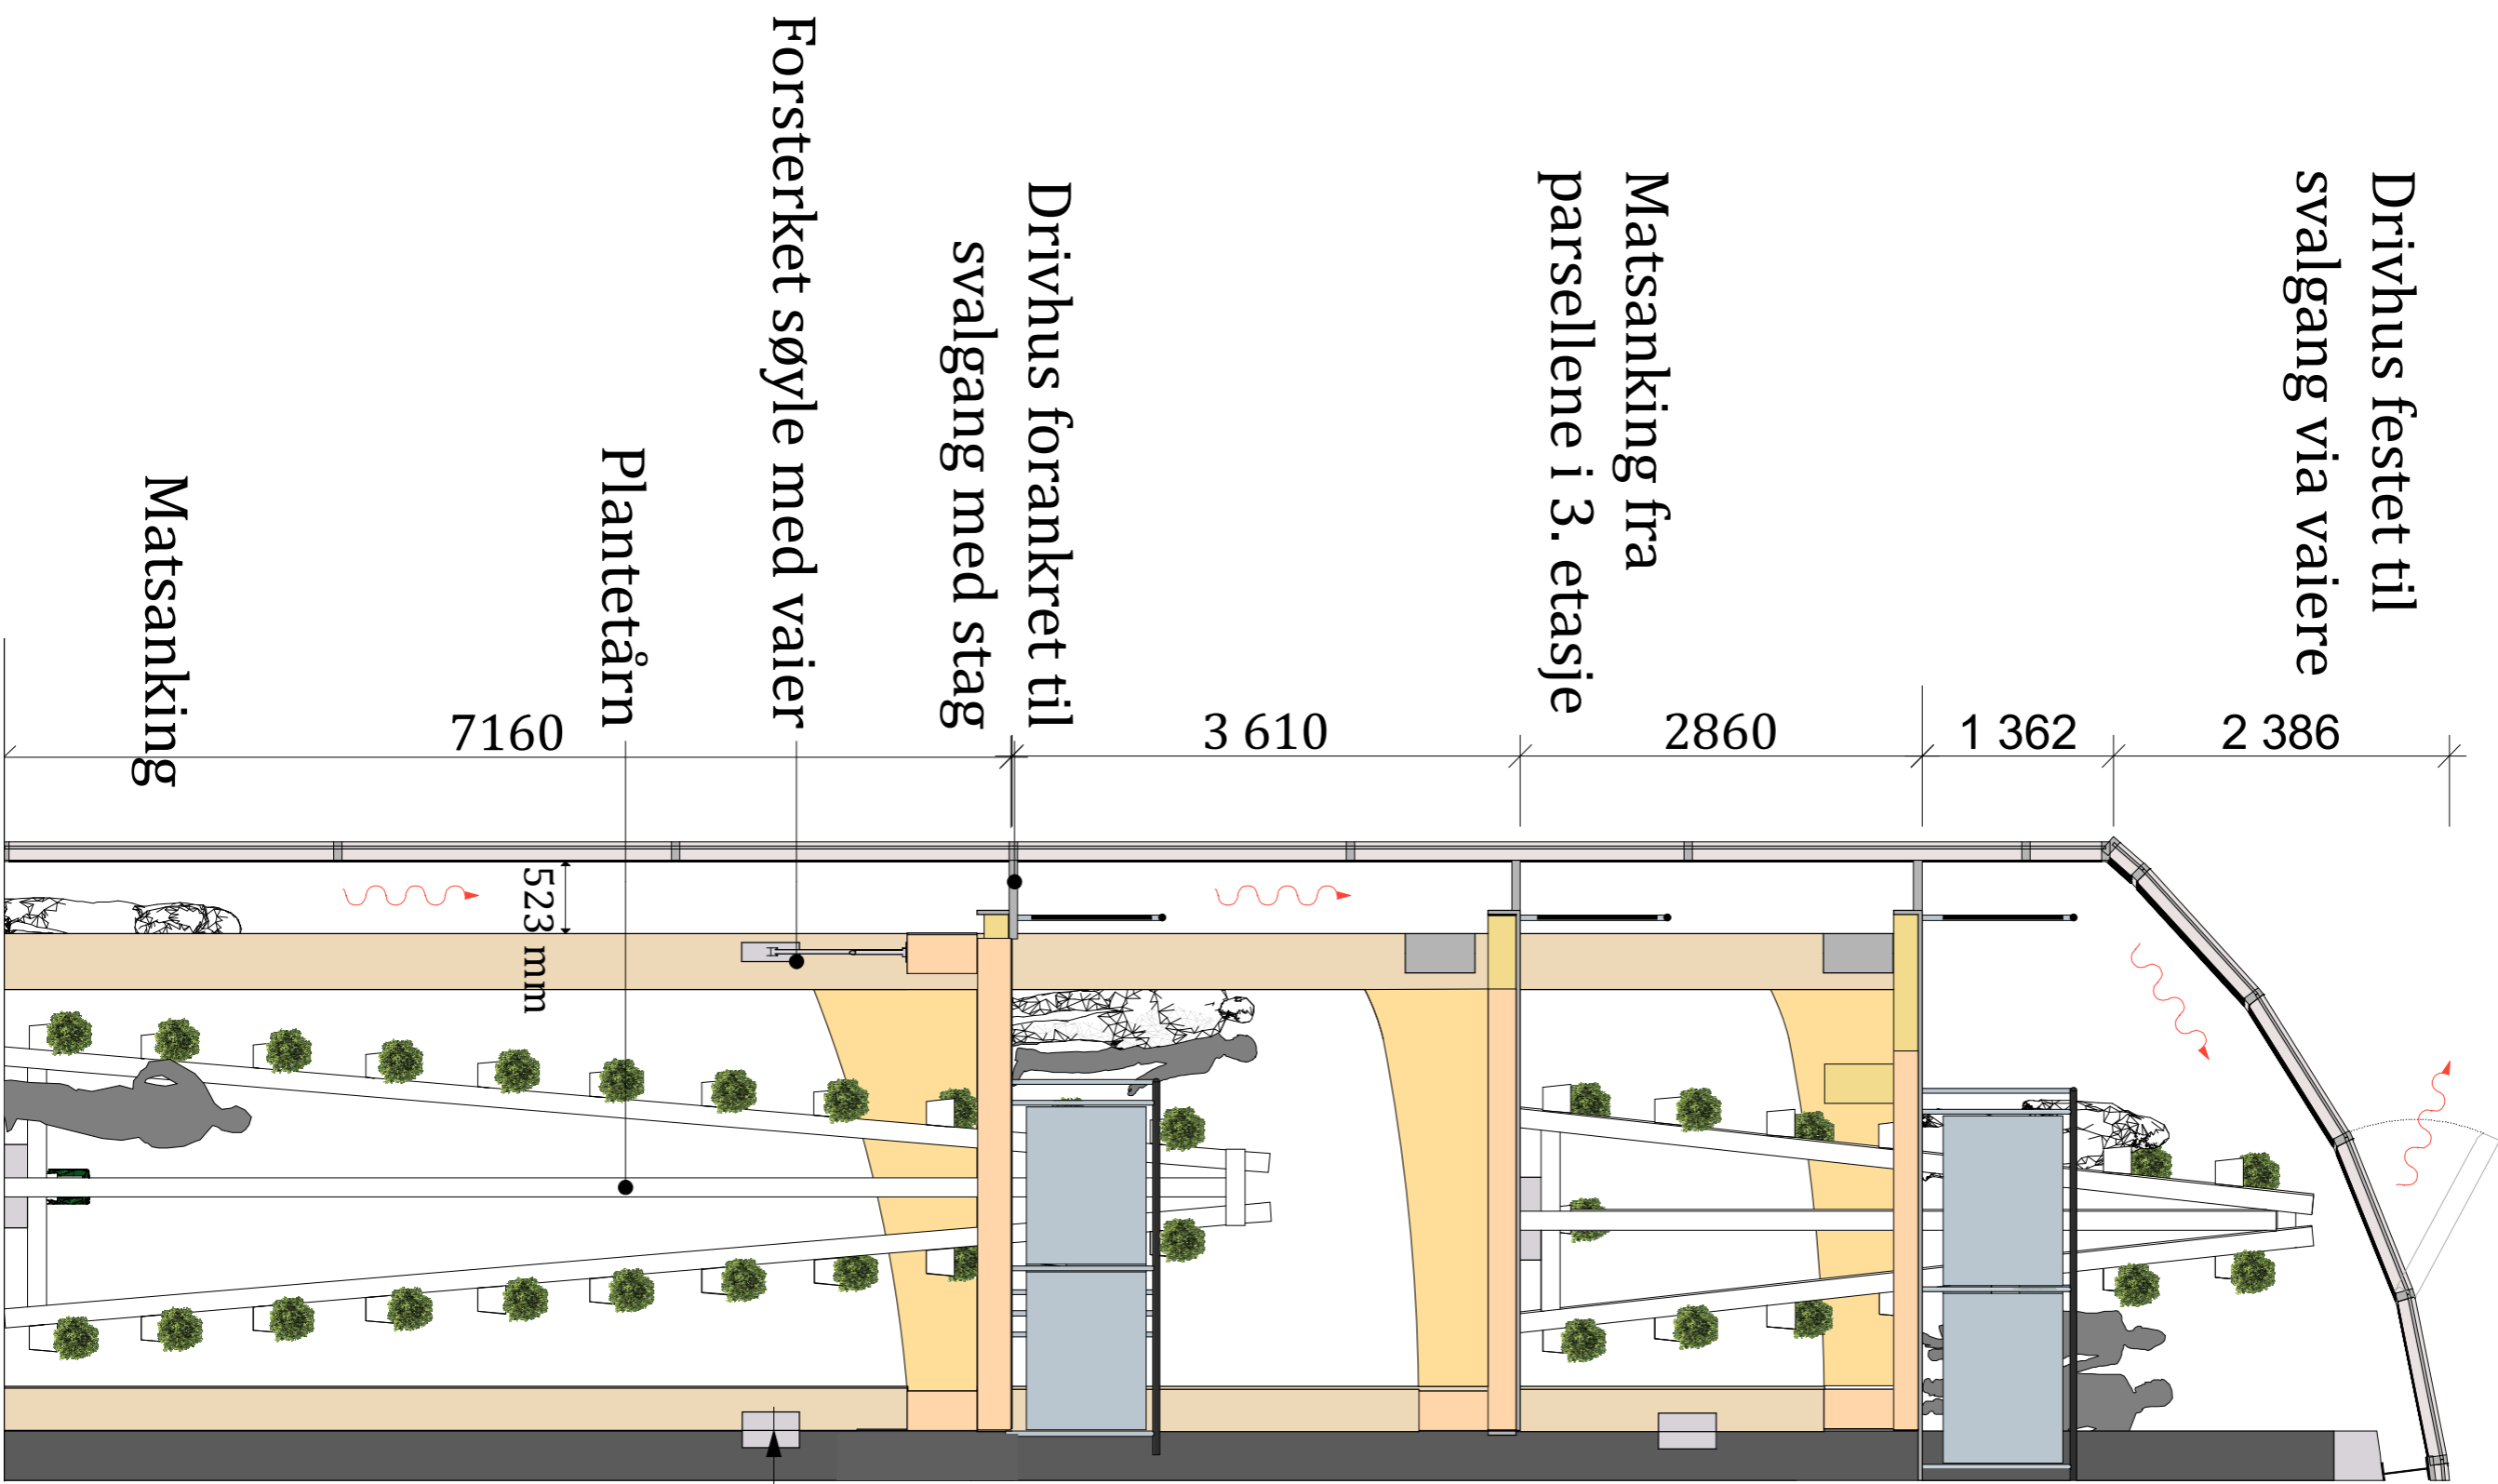 Drivhus festet til
svalgang via vaiere
2 386
1 362
Matsanking fra
parsellene i 3. etasje
2860
3 610
Drivhus forankret til
svalgang med stag
Forsterket søyle med vaier
Plantetårn
7160
523 mm
Matsanking